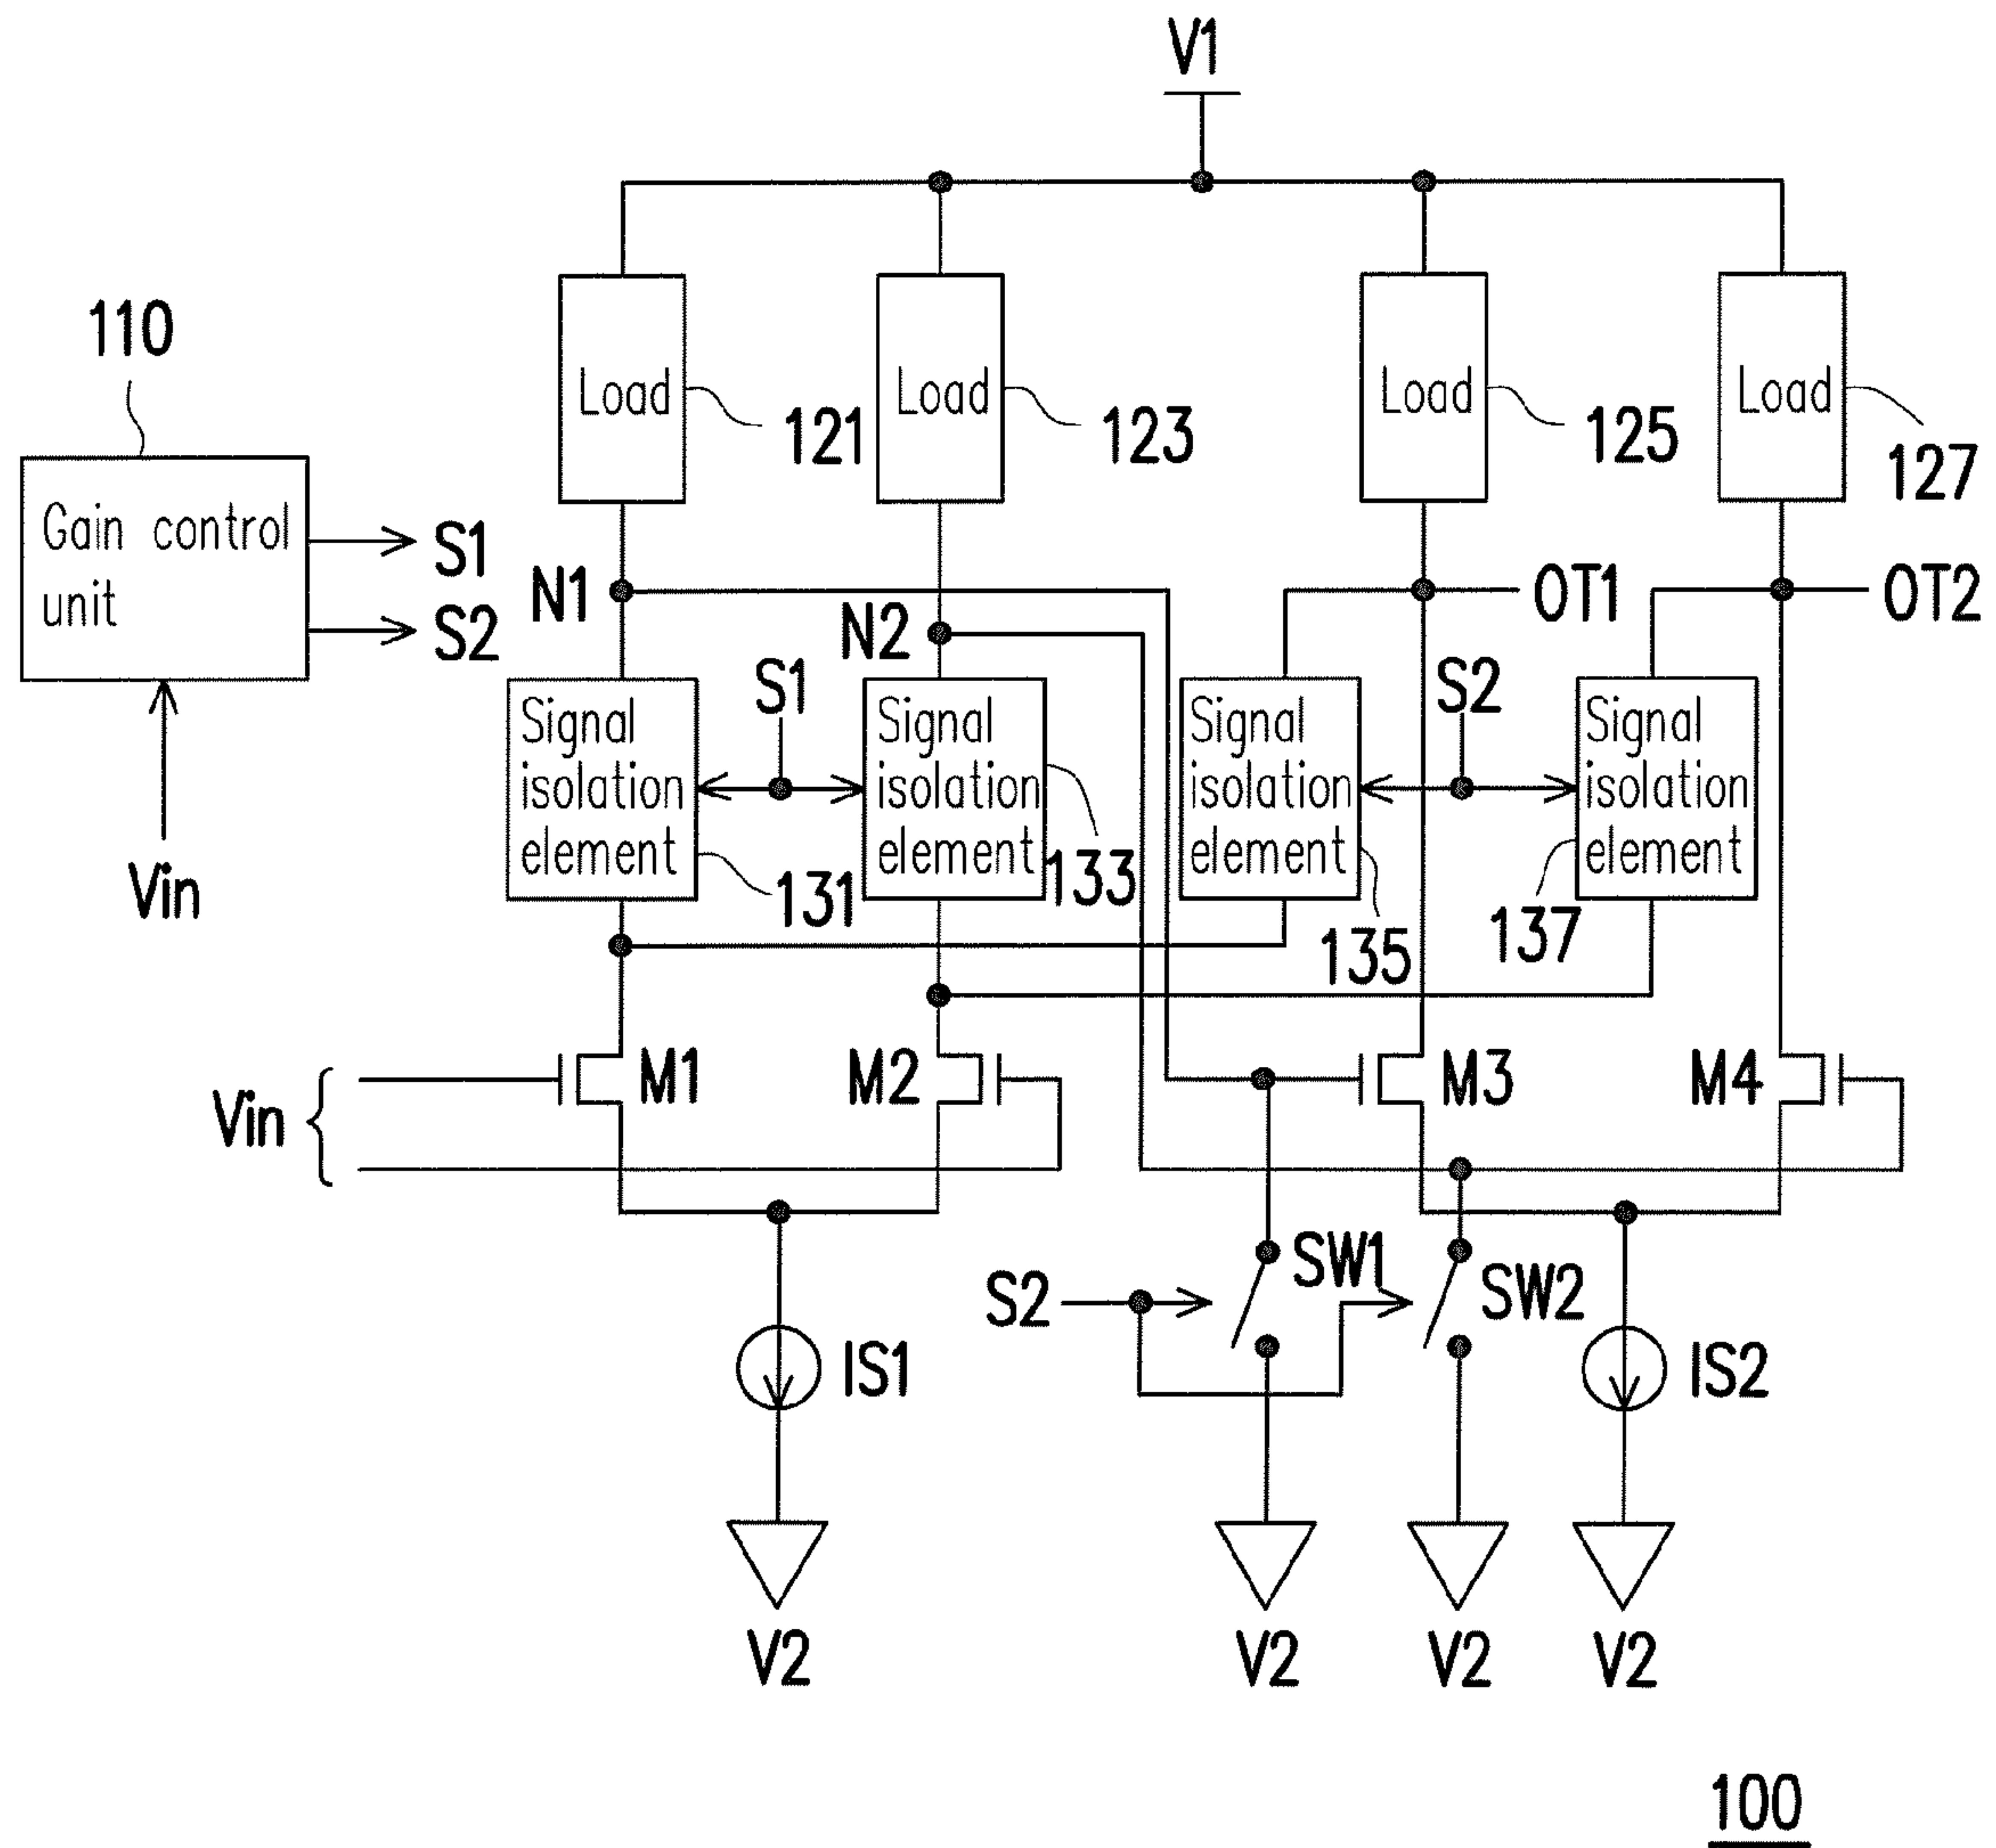 V1
110
Load
Load
Load
Load
121
123
125
127
Gain control
unit
S1
S2
N1
N2
OT1
OT2
S1
S2
Signal
isolation
element
Signal
isolation
element
Signal
isolation
element
Signal
isolation
element
131
133
135
137
Vin
M1
M2
M3
M4
Vin
S2
SW1
SW2
IS1
IS2
V2
V2
V2
V2
100